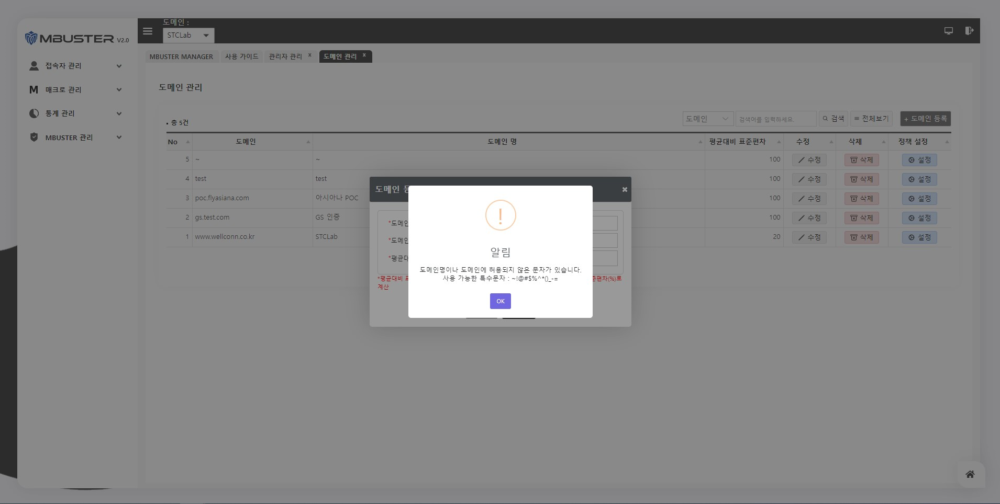 MBUSTER V2.0
접속자 관리
매크로 관리
통계 관리
MBUSTER 관리
도메인 :
STCLab
MBUSTER MANAGER 사용 가이드 관리자 관리 x 도메인 관리 x
도메인 관리
총 5건
도메인 검색어를 입력하세요. 검색 전체보기 + 도메인 등록
No 도메인 도메인 명 평균대비 표준편차 수정 삭제 정책 설정
5 ~ ~ 100 수정 삭제 설정
4 test test 100 수정 삭제 설정
3 poc.flyasiana.com 아시아나 POC 100 수정 삭제 설정
2 gs.test.com GS 인증 100 수정 삭제 설정
1 www.wellconn.co.kr STCLab 20 수정 삭제 설정
도메인
*도메인
*도메인
*평균대
*평균대비
준편차(%)로
계산
!
알림
도메인명이나 도메인에 허용되지 않은 문자가 있습니다.
사용 가능한 특수문자 : ~!@#$%^*()_-=
OK